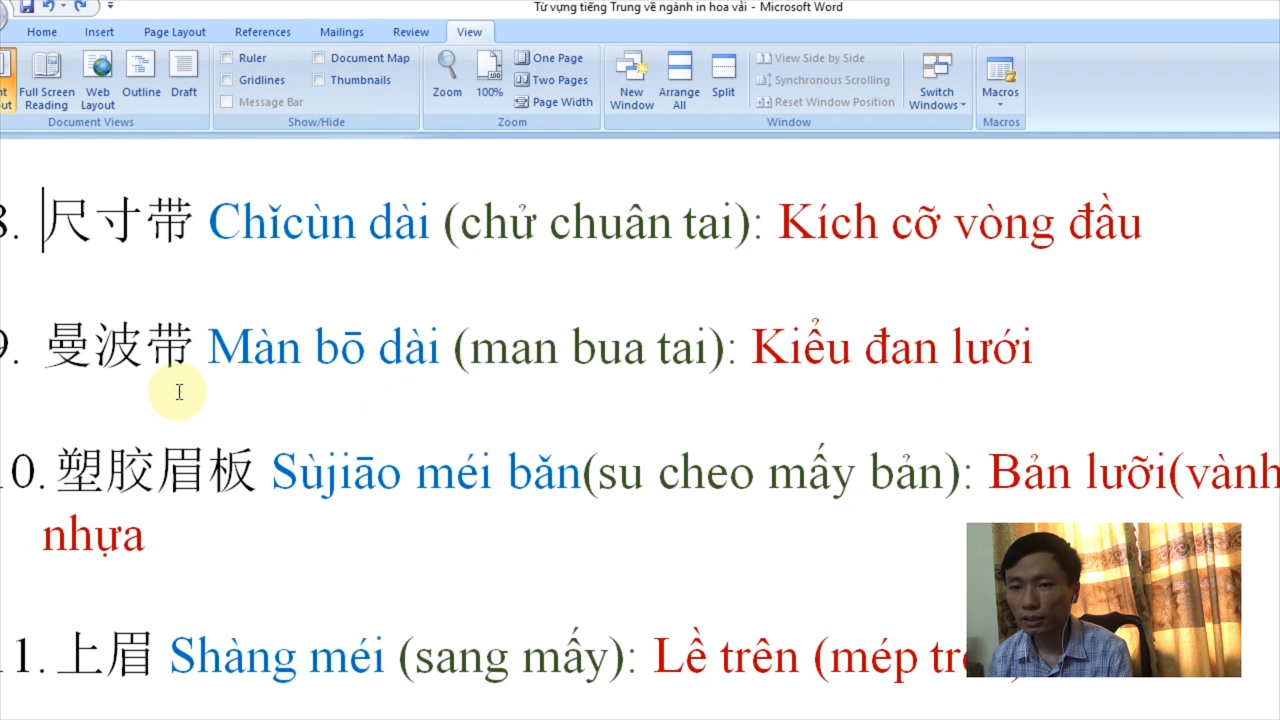 Từ vựng tiếng Trung về ngành in hoa vải - Microsoft Word
Home Insert Page Layout References Mailings Review View
Ruler Document Map One Page View Side by Side
Gridlines Thumbnails Two Pages Synchronous Scrolling
Message Bar Page Width Reset Window Position
Full Screen Reading Web Layout Outline Draft Zoom 100% New Window Arrange All Split Switch Windows Macros
Document Views Show/Hide Zoom Window Macros
8. 尺寸带 Chǐcùn dài (chử chuân tai): Kích cỡ vòng đầu
9. 曼波带 Màn bō dài (man bua tai): Kiểu đan lưới
10. 塑胶眉板 Sùjiāo méi bǎn(su cheo mấy bản): Bản lưỡi(vành
nhựa
11. 上眉 Shàng méi (sang mấy): Lề trên (mép